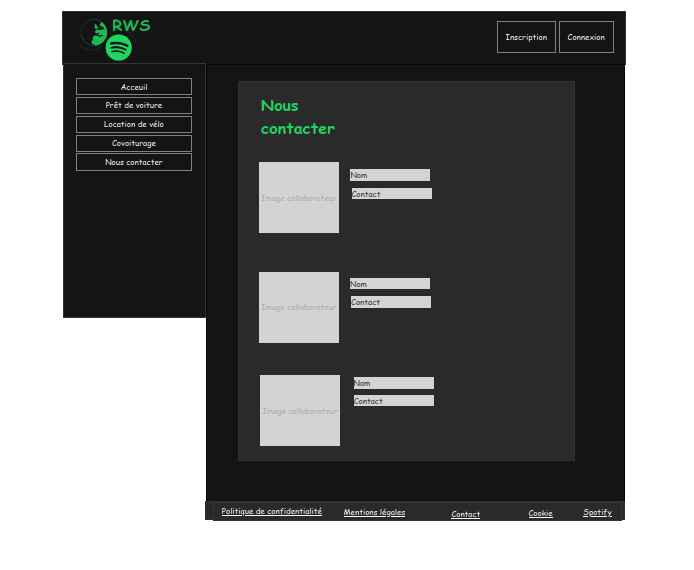 RWS
Inscription
Connexion
Acceuil
Prêt de voiture
Location de vélo
Covoiturage
Nous contacter
Nous
contacter
Image collaborateur
Nom
Contact
Image collaborateur
Nom
Contact
Image collaborateur
Nom
Contact
Politique de confidentialité
Mentions légales
Contact
Cookie
Spotify